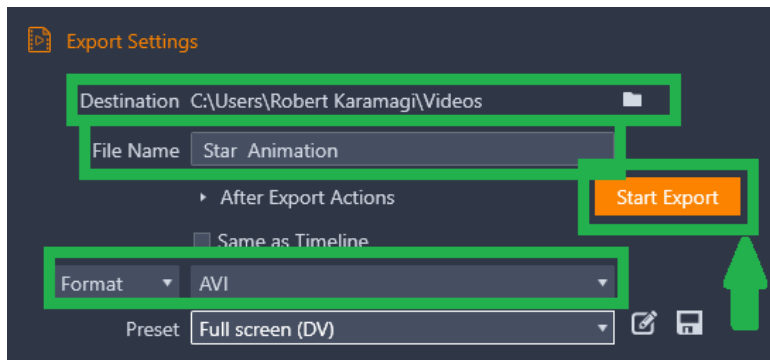 Export Settings
Destination C:\Users\Robert Karamagi\Videos
File Name Star Animation
After Export Actions
Start Export
Same as Timeline
Format AVI
Preset Full screen (DV)